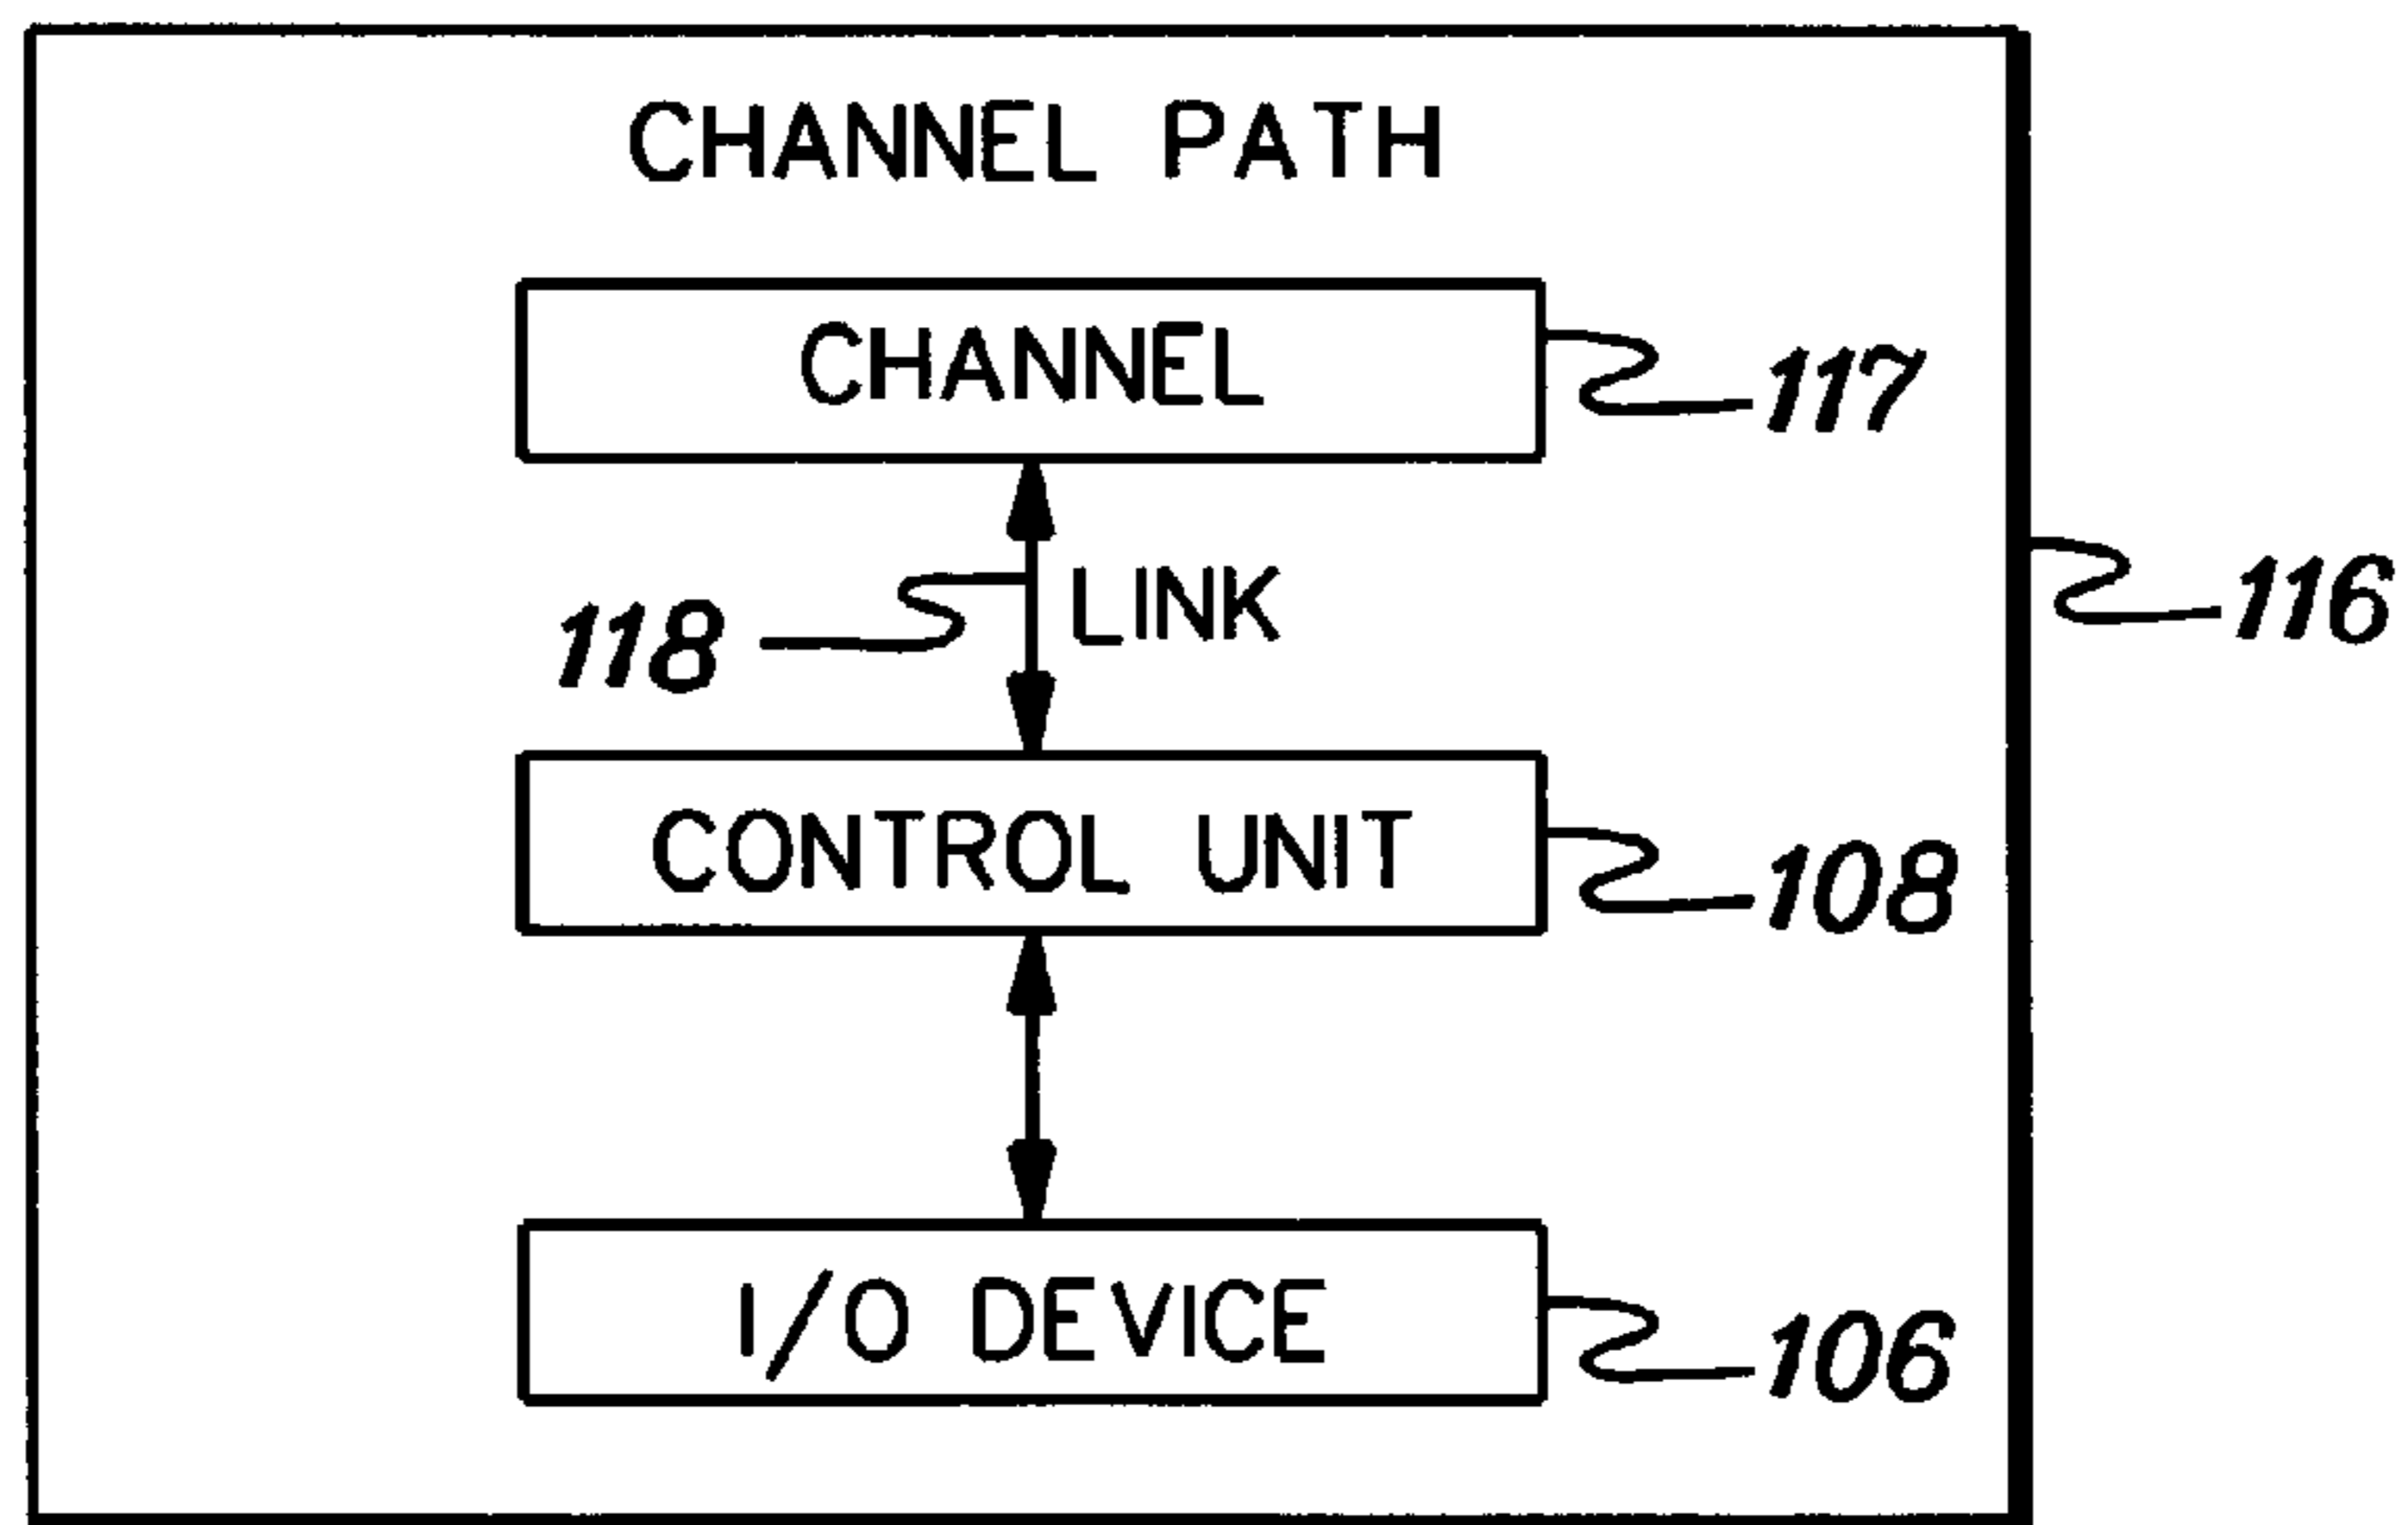 CHANNEL PATH
CHANNEL
117
LINK
118
116
CONTROL UNIT
108
I/O DEVICE
106